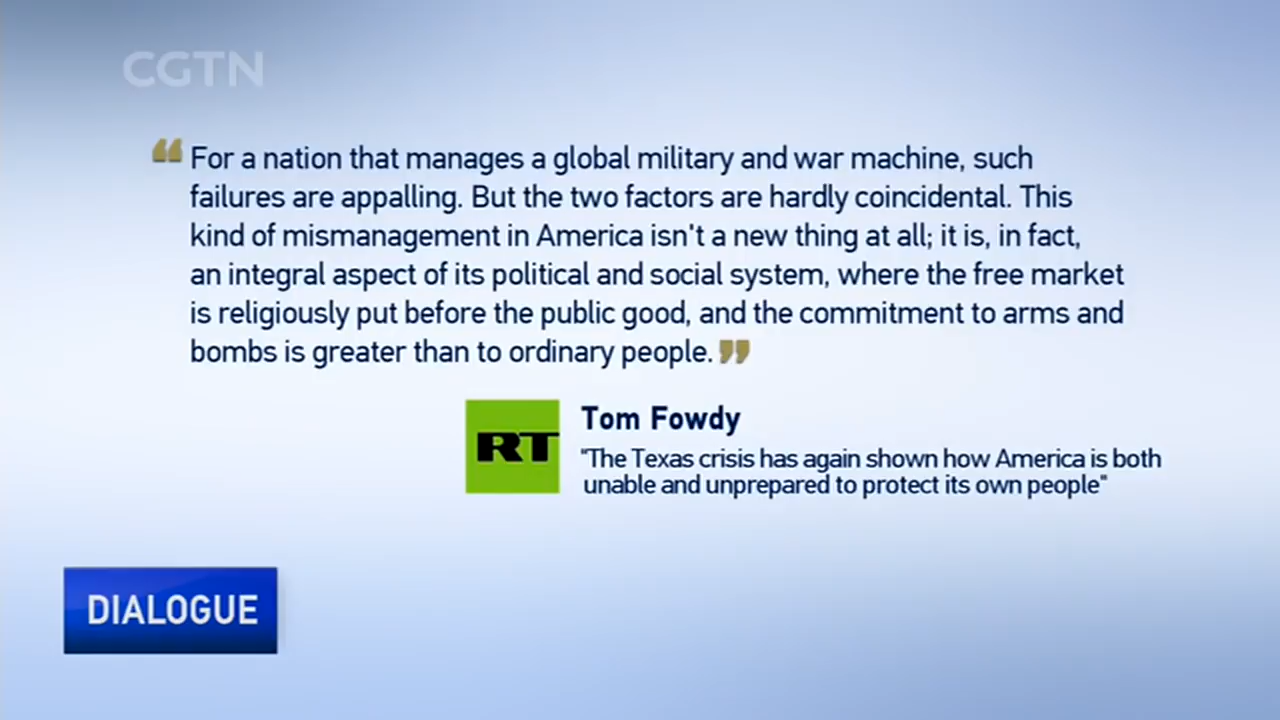 CGTN
“ For a nation that manages a global military and war machine, such
failures are appalling. But the two factors are hardly coincidental. This
kind of mismanagement in America isn't a new thing at all; it is, in fact,
an integral aspect of its political and social system, where the free market
is religiously put before the public good, and the commitment to arms and
bombs is greater than to ordinary people. ”
RT
Tom Fowdy
"The Texas crisis has again shown how America is both
unable and unprepared to protect its own people"
DIALOGUE